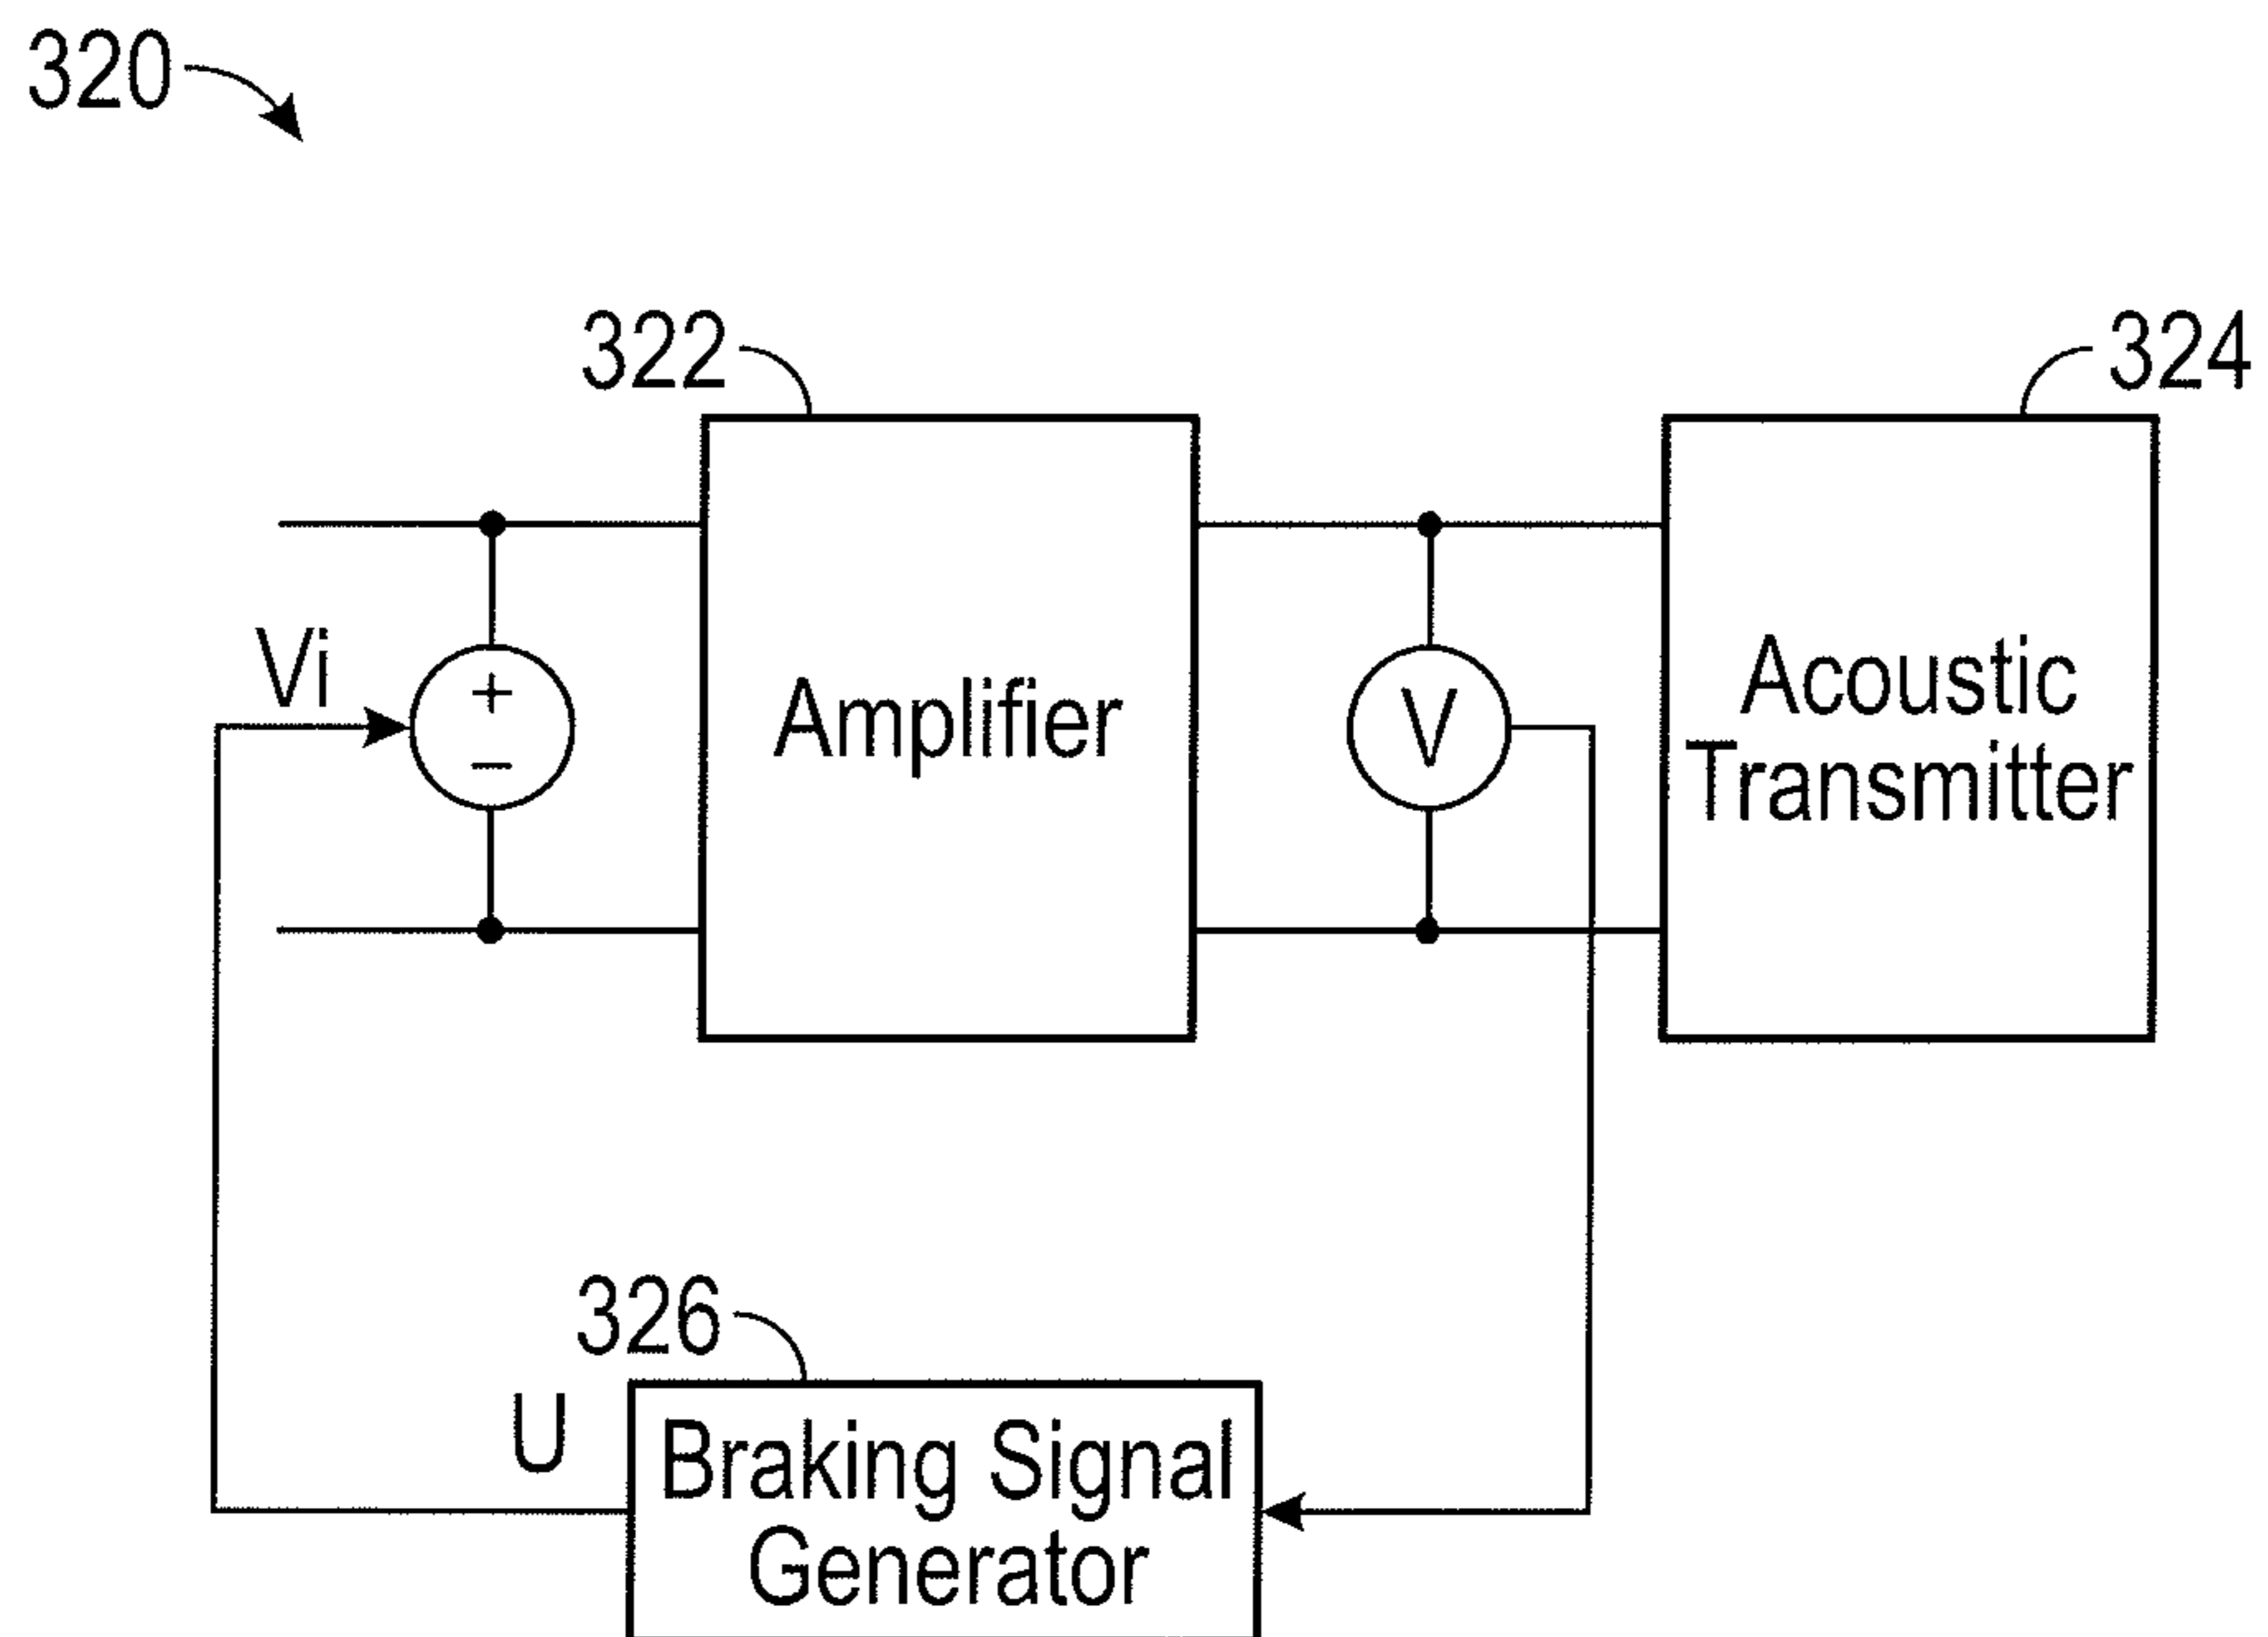 320
322
324
Vi
+
−
Amplifier
V
Acoustic
Transmitter
326
U
Braking Signal
Generator